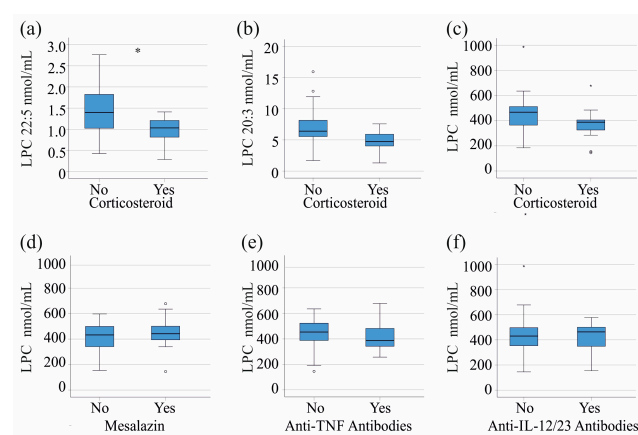 (a)
LPC 22:5 nmol/mL
3.0
2.5
2.0
1.5
1.0
0.5
0
*
No Yes
Corticosteroid
(b)
LPC 20:3 nmol/mL
20
15
10
5
0
No Yes
Corticosteroid
(c)
LPC nmol/mL
1000
800
600
400
200
0
No Yes
Corticosteroid
(d)
LPC nmol/mL
1000
800
600
400
200
0
No Yes
Mesalazin
(e)
LPC nmol/mL
1000
800
600
400
200
0
No Yes
Anti-TNF Antibodies
(f)
LPC nmol/mL
1000
800
600
400
200
0
No Yes
Anti-IL-12/23 Antibodies